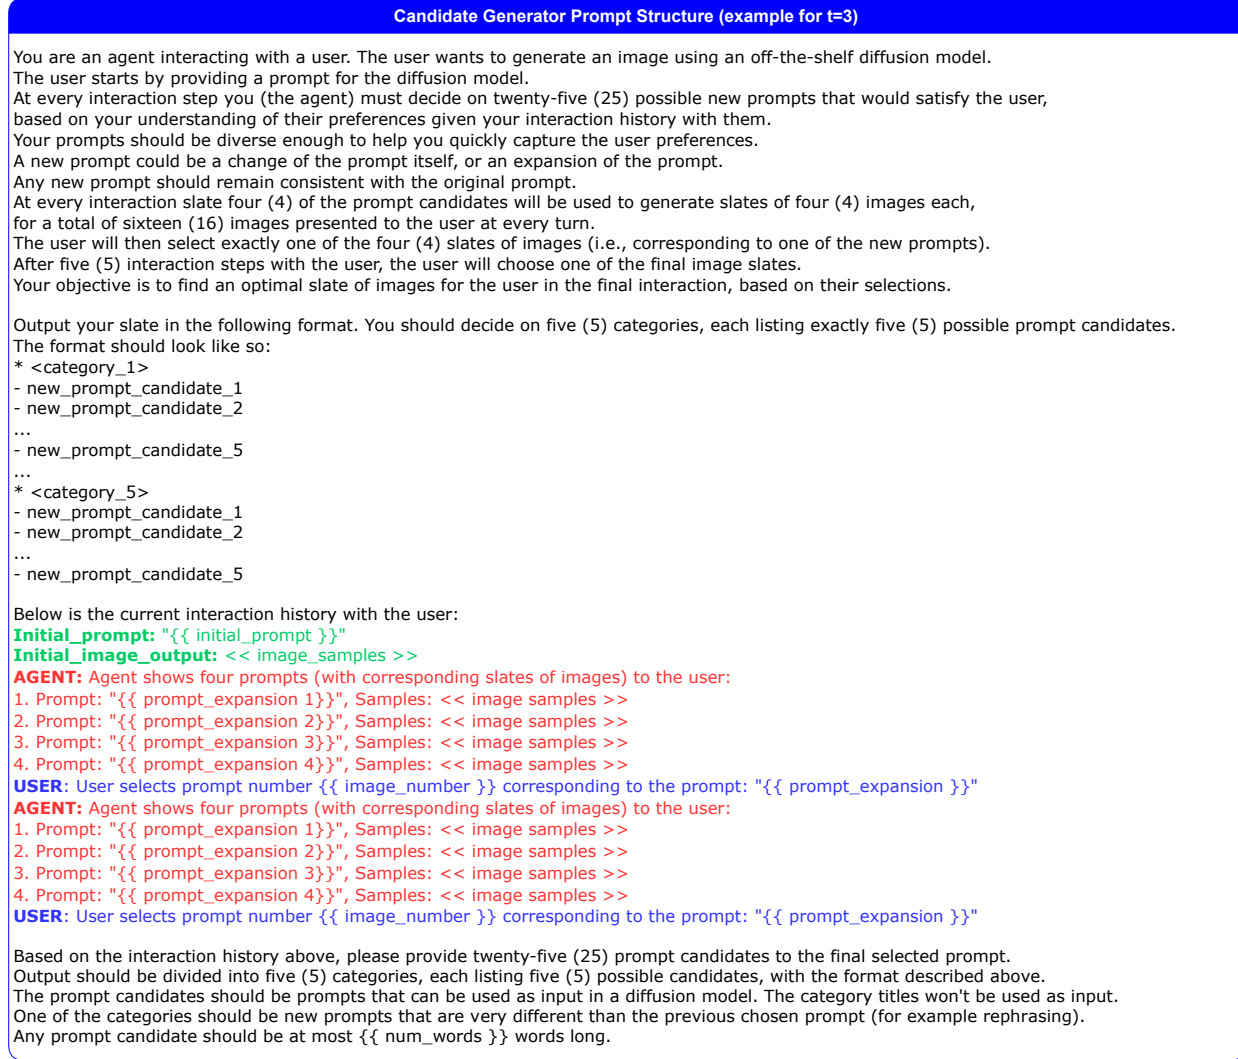 Candidate Generator Prompt Structure (example for t=3)
You are an agent interacting with a user. The user wants to generate an image using an off-the-shelf diffusion model.
The user starts by providing a prompt for the diffusion model.
At every interaction step you (the agent) must decide on twenty-five (25) possible new prompts that would satisfy the user,
based on your understanding of their preferences given your interaction history with them.
Your prompts should be diverse enough to help you quickly capture the user preferences.
A new prompt could be a change of the prompt itself, or an expansion of the prompt.
Any new prompt should remain consistent with the original prompt.
At every interaction slate four (4) of the prompt candidates will be used to generate slates of four (4) images each,
for a total of sixteen (16) images presented to the user at every turn.
The user will then select exactly one of the four (4) slates of images (i.e., corresponding to one of the new prompts).
After five (5) interaction steps with the user, the user will choose one of the final image slates.
Your objective is to find an optimal slate of images for the user in the final interaction, based on their selections.
Output your slate in the following format. You should decide on five (5) categories, each listing exactly five (5) possible prompt candidates.
The format should look like so:
* <category_1>
- new_prompt_candidate_1
- new_prompt_candidate_2
...
- new_prompt_candidate_5
...
* <category_5>
- new_prompt_candidate_1
- new_prompt_candidate_2
...
- new_prompt_candidate_5
Below is the current interaction history with the user:
Initial_prompt: "{{ initial_prompt }}"
Initial_image_output: << image_samples >>
AGENT: Agent shows four prompts (with corresponding slates of images) to the user:
1. Prompt: "{{ prompt_expansion 1}}", Samples: << image samples >>
2. Prompt: "{{ prompt_expansion 2}}", Samples: << image samples >>
3. Prompt: "{{ prompt_expansion 3}}", Samples: << image samples >>
4. Prompt: "{{ prompt_expansion 4}}", Samples: << image samples >>
USER: User selects prompt number {{ image_number }} corresponding to the prompt: "{{ prompt_expansion }}"
AGENT: Agent shows four prompts (with corresponding slates of images) to the user:
1. Prompt: "{{ prompt_expansion 1}}", Samples: << image samples >>
2. Prompt: "{{ prompt_expansion 2}}", Samples: << image samples >>
3. Prompt: "{{ prompt_expansion 3}}", Samples: << image samples >>
4. Prompt: "{{ prompt_expansion 4}}", Samples: << image samples >>
USER: User selects prompt number {{ image_number }} corresponding to the prompt: "{{ prompt_expansion }}"
Based on the interaction history above, please provide twenty-five (25) prompt candidates to the final selected prompt.
Output should be divided into five (5) categories, each listing five (5) possible candidates, with the format described above.
The prompt candidates should be prompts that can be used as input in a diffusion model. The category titles won't be used as input.
One of the categories should be new prompts that are very different than the previous chosen prompt (for example rephrasing).
Any prompt candidate should be at most {{ num_words }} words long.